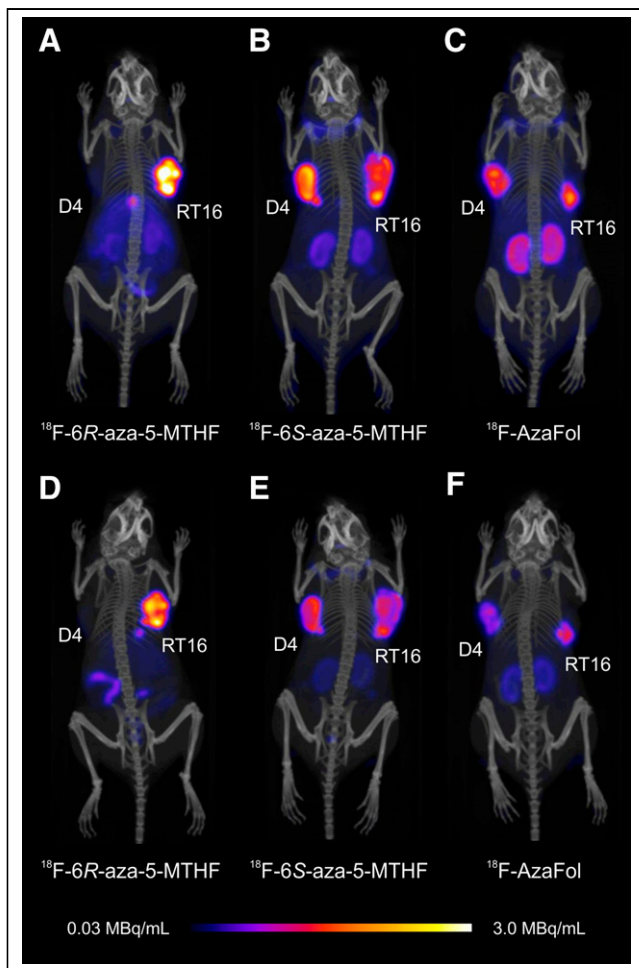 A B C
D4 RT16 D4 RT16 D4 RT16
¹⁸F-6R-aza-5-MTHF ¹⁸F-6S-aza-5-MTHF ¹⁸F-AzaFol
D E F
D4 RT16 D4 RT16 D4 RT16
¹⁸F-6R-aza-5-MTHF ¹⁸F-6S-aza-5-MTHF ¹⁸F-AzaFol
0.03 MBq/mL 3.0 MBq/mL